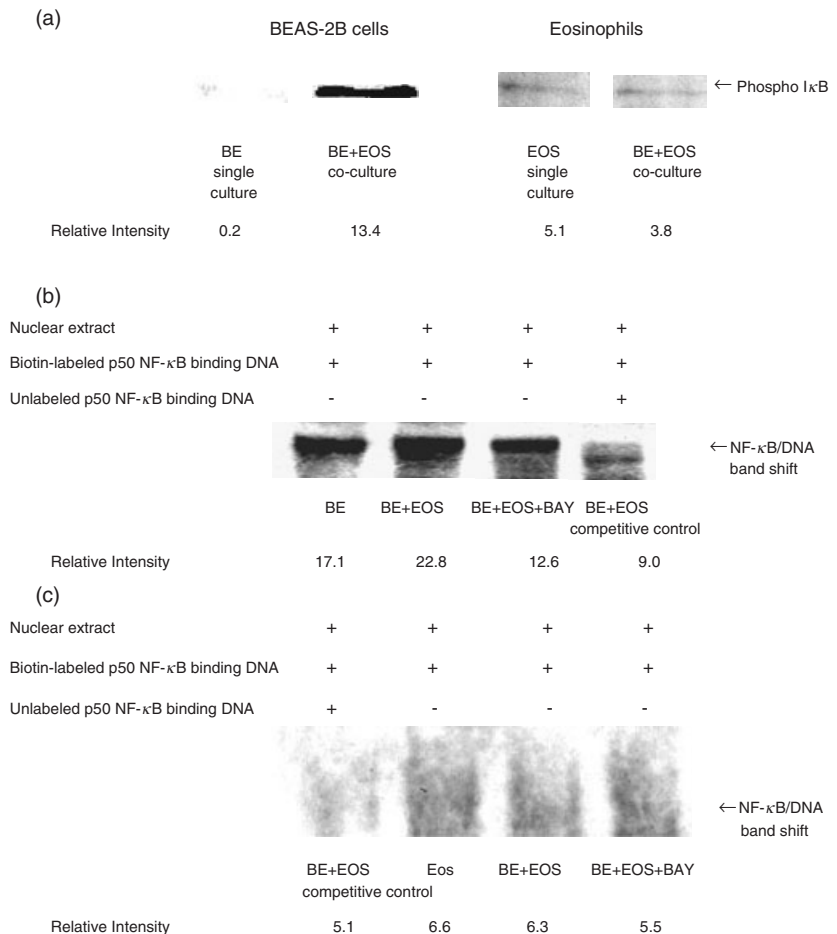 (a)
BEAS-2B cells Eosinophils
← Phospho IκB
BE single culture BE+EOS co-culture EOS single culture BE+EOS co-culture
Relative Intensity 0.2 13.4 5.1 3.8
(b)
Nuclear extract + + + +
Biotin-labeled p50 NF-κB binding DNA + + + +
Unlabeled p50 NF-κB binding DNA - - - +
← NF-κB/DNA
band shift
BE BE+EOS BE+EOS+BAY BE+EOS
competitive control
Relative Intensity 17.1 22.8 12.6 9.0
(c)
Nuclear extract + + + +
Biotin-labeled p50 NF-κB binding DNA + + + +
Unlabeled p50 NF-κB binding DNA + - - -
← NF-κB/DNA
band shift
BE+EOS Eos BE+EOS BE+EOS+BAY
competitive control
Relative Intensity 5.1 6.6 6.3 5.5